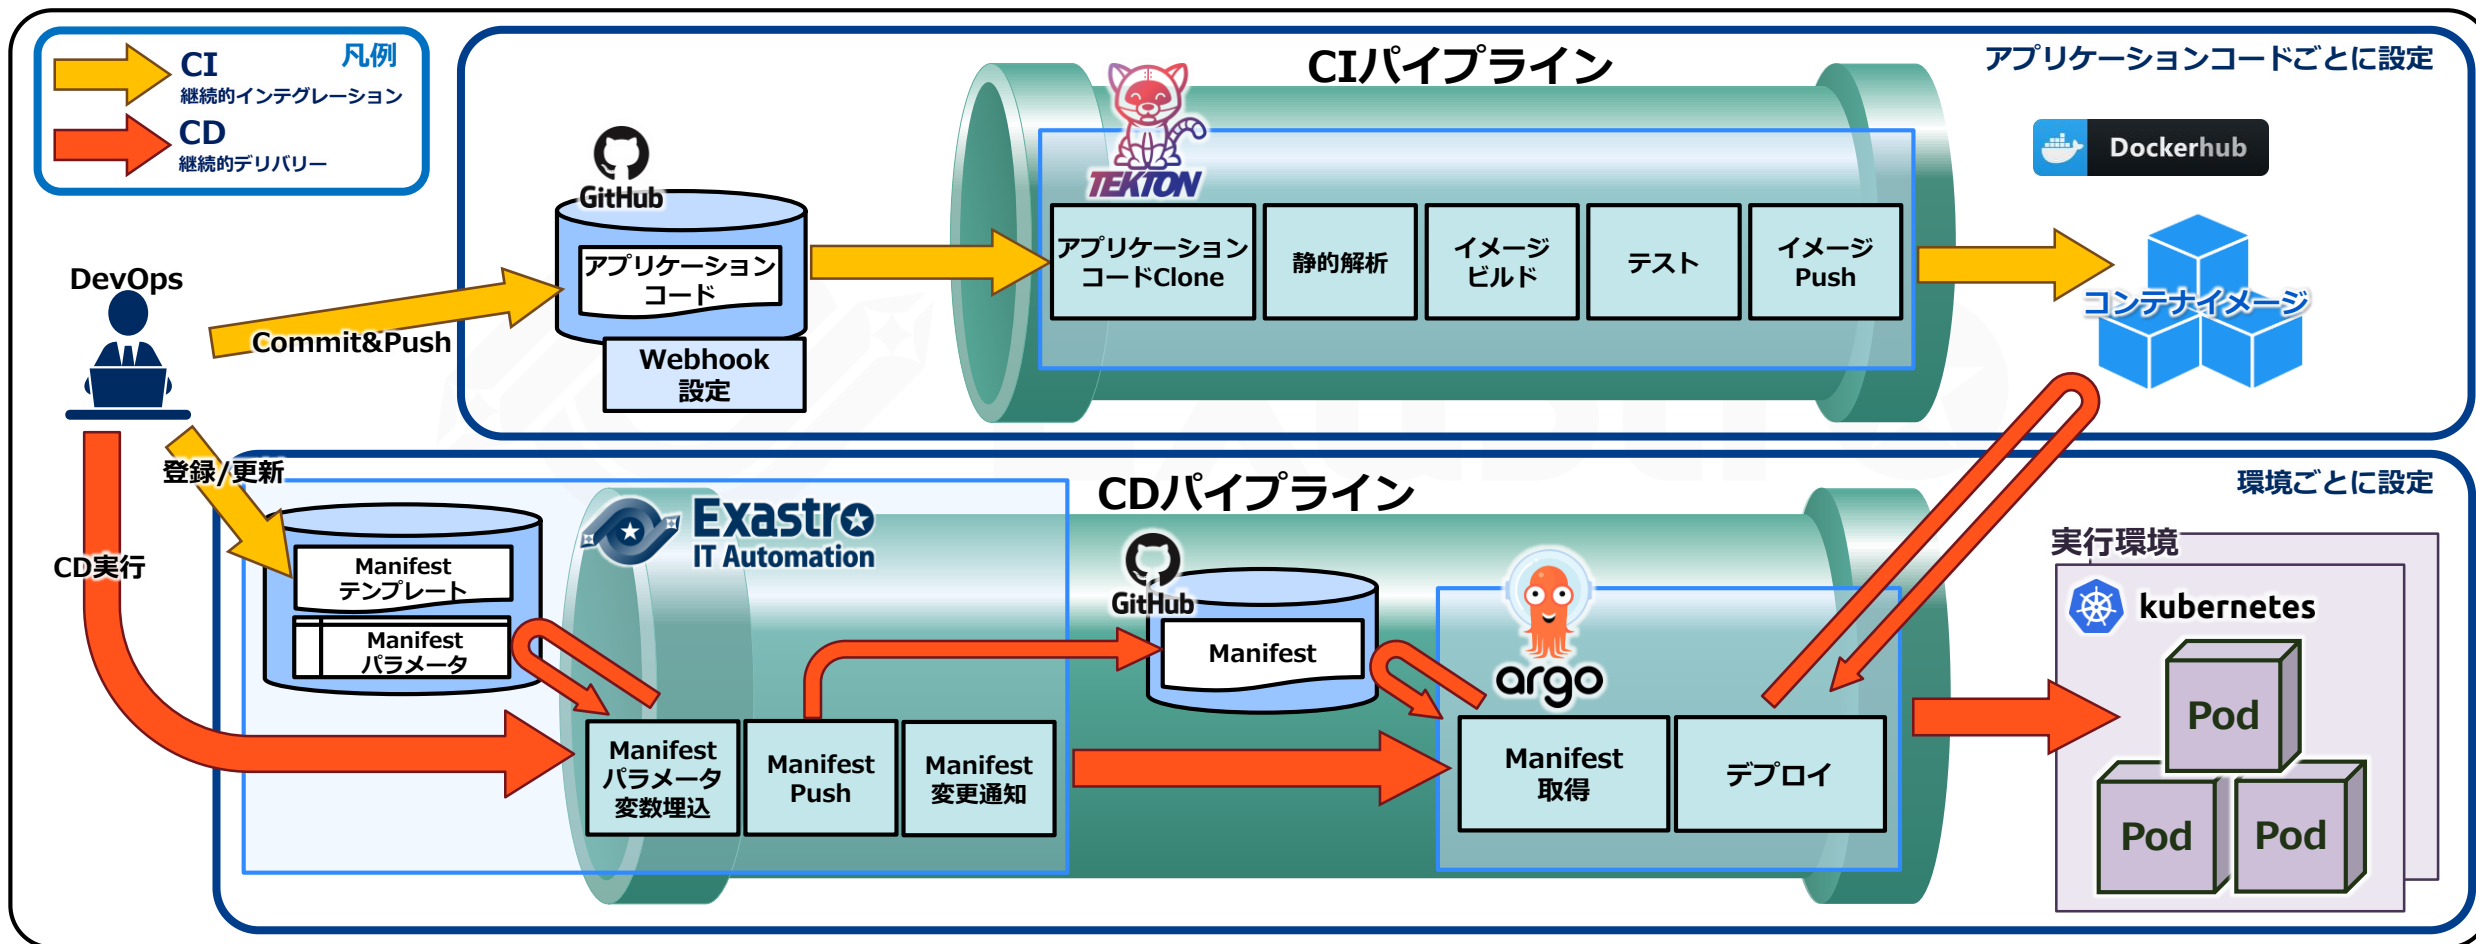 凡例
CI
継続的インテグレーション
CD
継続的デリバリー
CIパイプライン
アプリケーションコードごとに設定
GitHub
アプリケーション
コード
Webhook
設定
TEKTON
アプリケーション
コードClone
静的解析
イメージ
ビルド
テスト
イメージ
Push
Dockerhub
コンテナイメージ
DevOps
Commit&Push
登録/更新
CD実行
CDパイプライン
環境ごとに設定
Exastro
IT Automation
Manifest
テンプレート
Manifest
パラメータ
Manifest
パラメータ
変数埋込
Manifest
Push
Manifest
変更通知
GitHub
Manifest
argo
Manifest
取得
デプロイ
実行環境
kubernetes
Pod
Pod
Pod